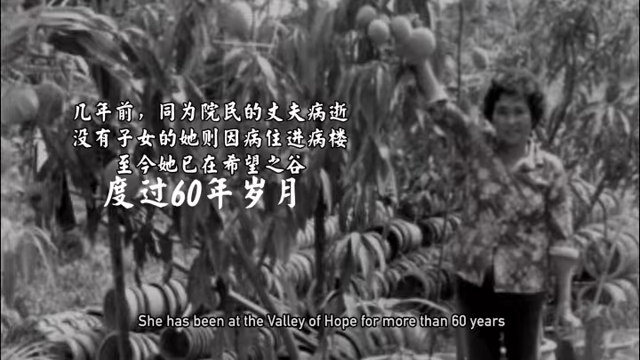 几年前，同为院民的丈夫病逝
没有子女的她则因病住进病楼
至今她已在希望之谷
度过60年岁月
She has been at the Valley of Hope for more than 60 years